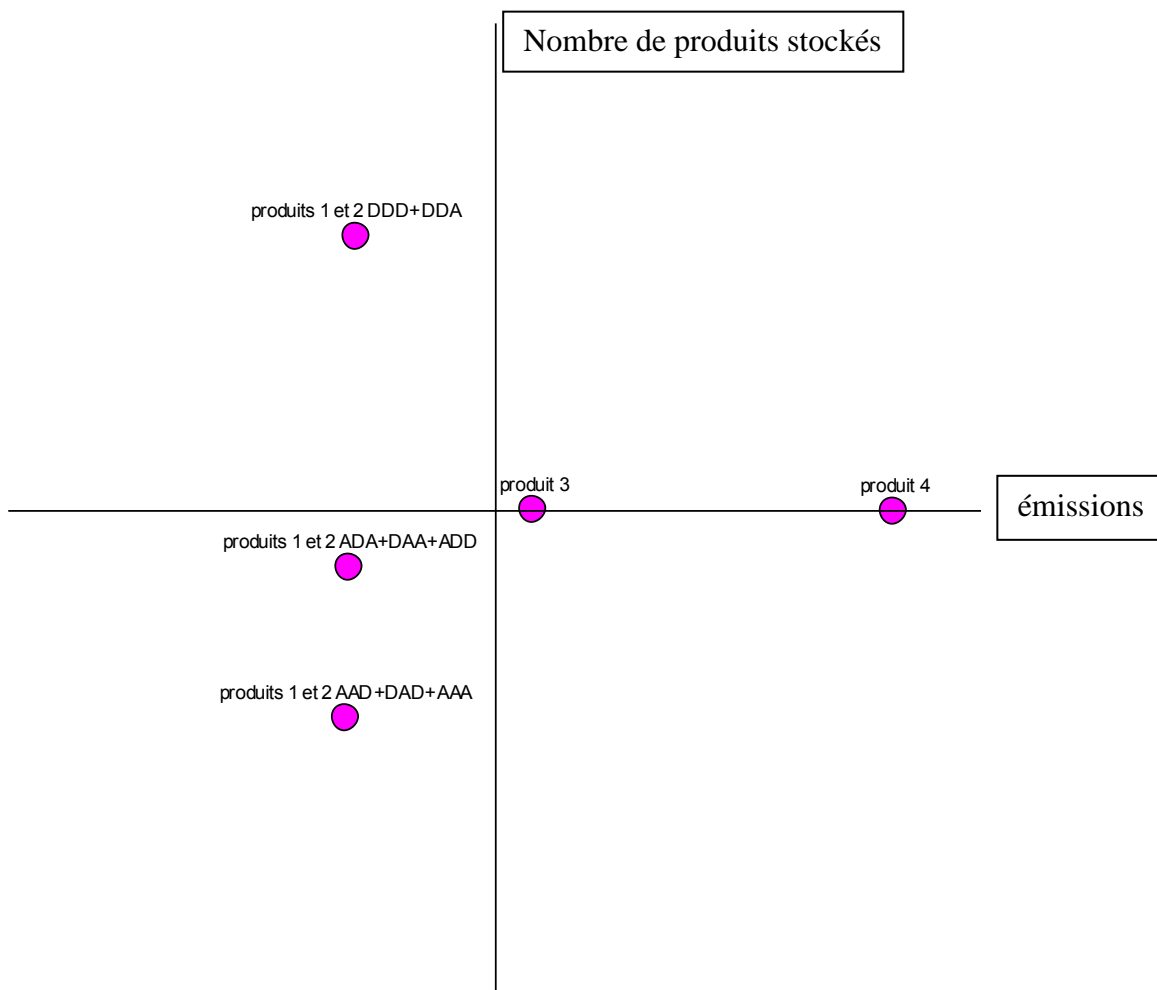 Nombre de produits stockés
produits 1 et 2 DDD+DDA
produit 3
produit 4
émissions
produits 1 et 2 ADA+DAA+ADD
produits 1 et 2 AAD+DAD+AAA